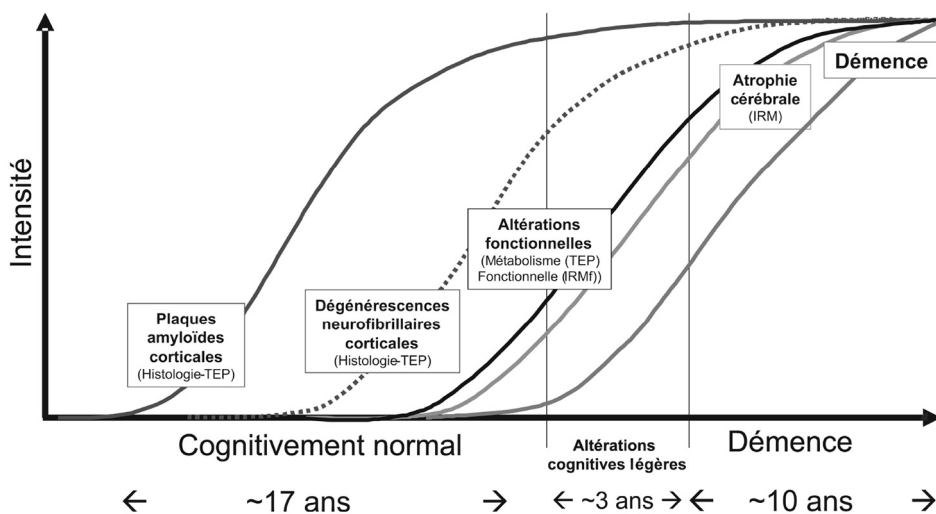 Intensité
Plaques
amyloïdes
corticales
(Histologie-TEP)
Dégénérescences
neurofibrillaires
corticales
(Histologie-TEP)
Altérations
fonctionnelles
(Métabolisme (TEP)
Fonctionnelle (IRMf))
Atrophie
cérébrale
(IRM)
Démence
Cognitivement normal
Altérations
cognitives légères
Démence
← ~17 ans →
← ~3 ans →
← ~10 ans →